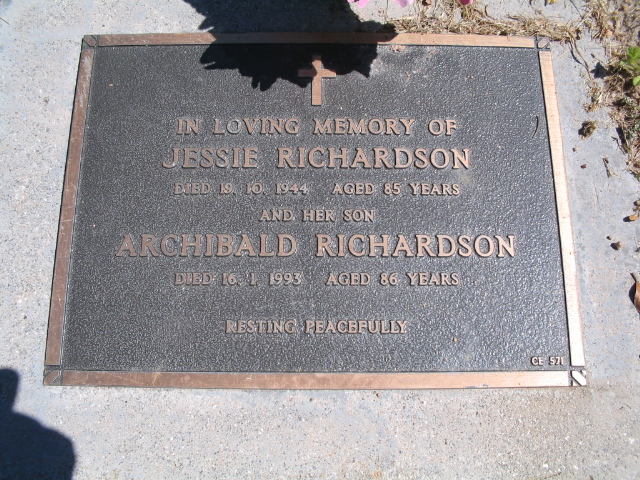 IN LOVING MEMORY OF
JESSIE RICHARDSON
DIED 19. 10. 1944 AGED 85 YEARS
AND HER SON
ARCHIBALD RICHARDSON
DIED 16. 1. 1993 AGED 86 YEARS
RESTING PEACEFULLY
CE 571